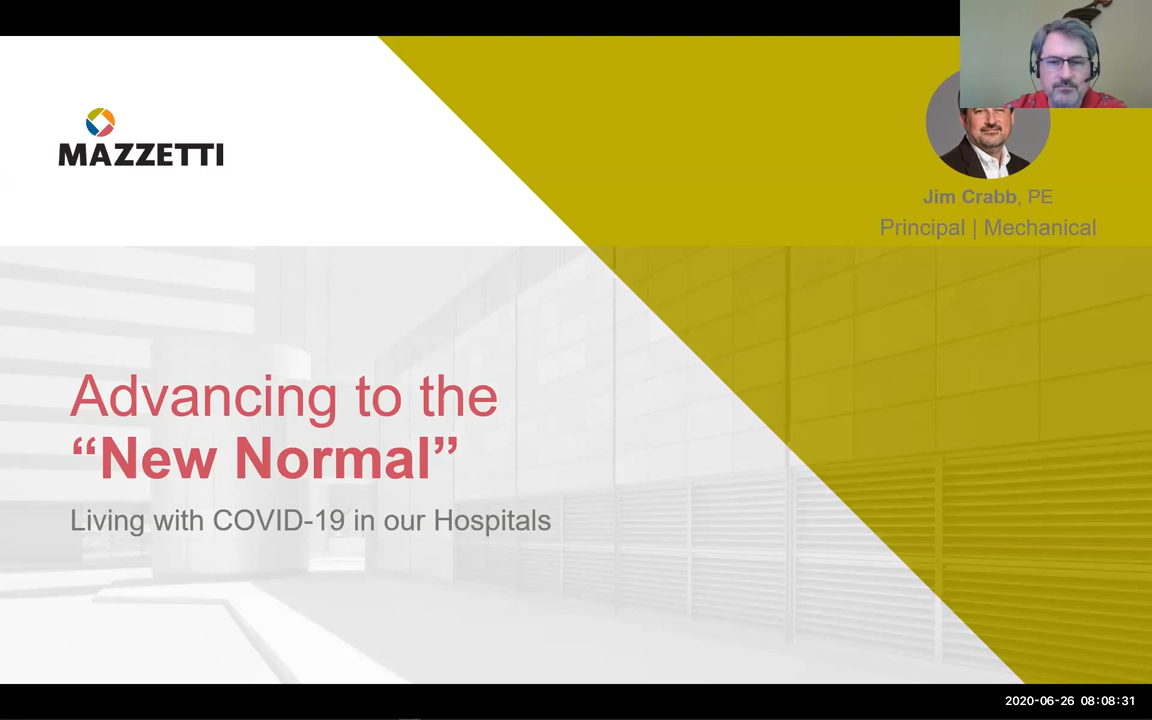 MAZZETTI
Jim Crabb, PE
Principal | Mechanical
Advancing to the
“New Normal”
Living with COVID-19 in our Hospitals
2020-06-26 08:08:31